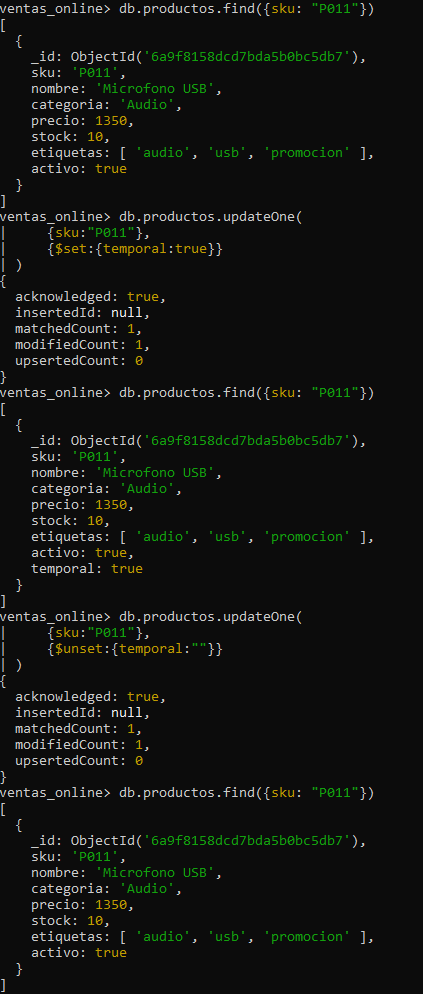 ventas_online> db.productos.find({sku: "P011"})
[
  {
    _id: ObjectId('6a9f8158dcd7bda5b0bc5db7'),
    sku: 'P011',
    nombre: 'Microfono USB',
    categoria: 'Audio',
    precio: 1350,
    stock: 10,
    etiquetas: [ 'audio', 'usb', 'promocion' ],
    activo: true
  }
]
ventas_online> db.productos.updateOne(
|     {sku:"P011"},
|     {$set:{temporal:true}}
| )
{
  acknowledged: true,
  insertedId: null,
  matchedCount: 1,
  modifiedCount: 1,
  upsertedCount: 0
}
ventas_online> db.productos.find({sku: "P011"})
[
  {
    _id: ObjectId('6a9f8158dcd7bda5b0bc5db7'),
    sku: 'P011',
    nombre: 'Microfono USB',
    categoria: 'Audio',
    precio: 1350,
    stock: 10,
    etiquetas: [ 'audio', 'usb', 'promocion' ],
    activo: true,
    temporal: true
  }
]
ventas_online> db.productos.updateOne(
|     {sku:"P011"},
|     {$unset:{temporal:""}}
| )
{
  acknowledged: true,
  insertedId: null,
  matchedCount: 1,
  modifiedCount: 1,
  upsertedCount: 0
}
ventas_online> db.productos.find({sku: "P011"})
[
  {
    _id: ObjectId('6a9f8158dcd7bda5b0bc5db7'),
    sku: 'P011',
    nombre: 'Microfono USB',
    categoria: 'Audio',
    precio: 1350,
    stock: 10,
    etiquetas: [ 'audio', 'usb', 'promocion' ],
    activo: true
  }
]